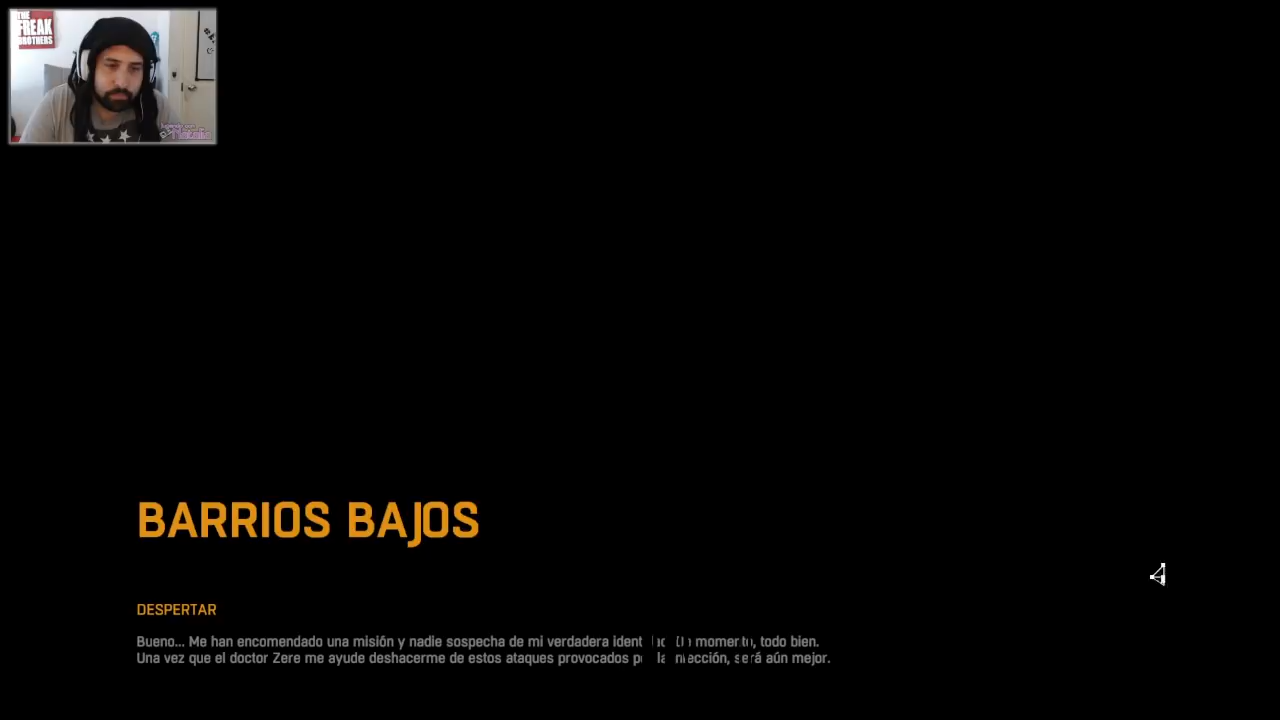 THE
FREAK
BROTHERS
BARRIOS BAJOS
DESPERTAR
Bueno... Me han encomendado una misión y nadie sospecha de mi verdadera momento, todo bien.
Una vez que el doctor Zere me ayude deshacerme de estos ataques provocados será aún mejor.